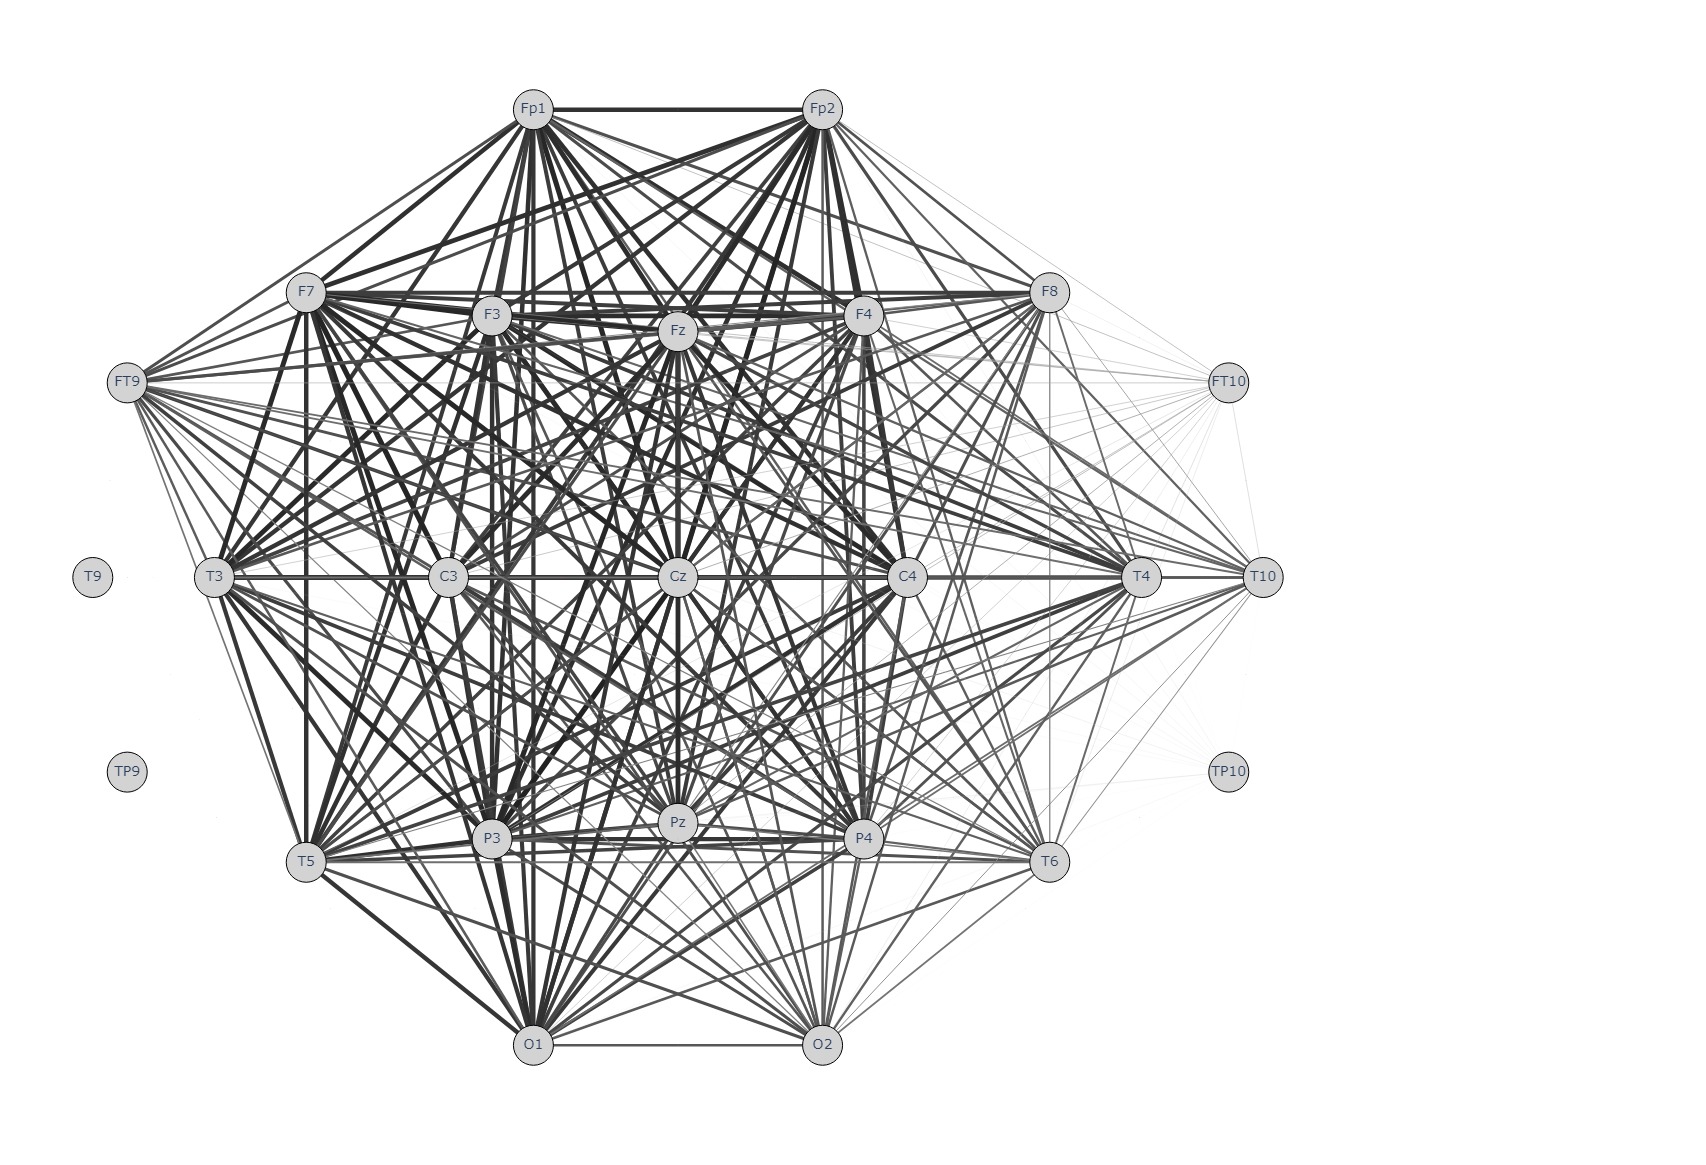 Fp1 Fp2
F7 F3 Fz F4 F8
FT9 FT10
T9 T3 C3 Cz C4 T4 T10
TP9 TP10
T5 P3 Pz P4 T6
O1 O2